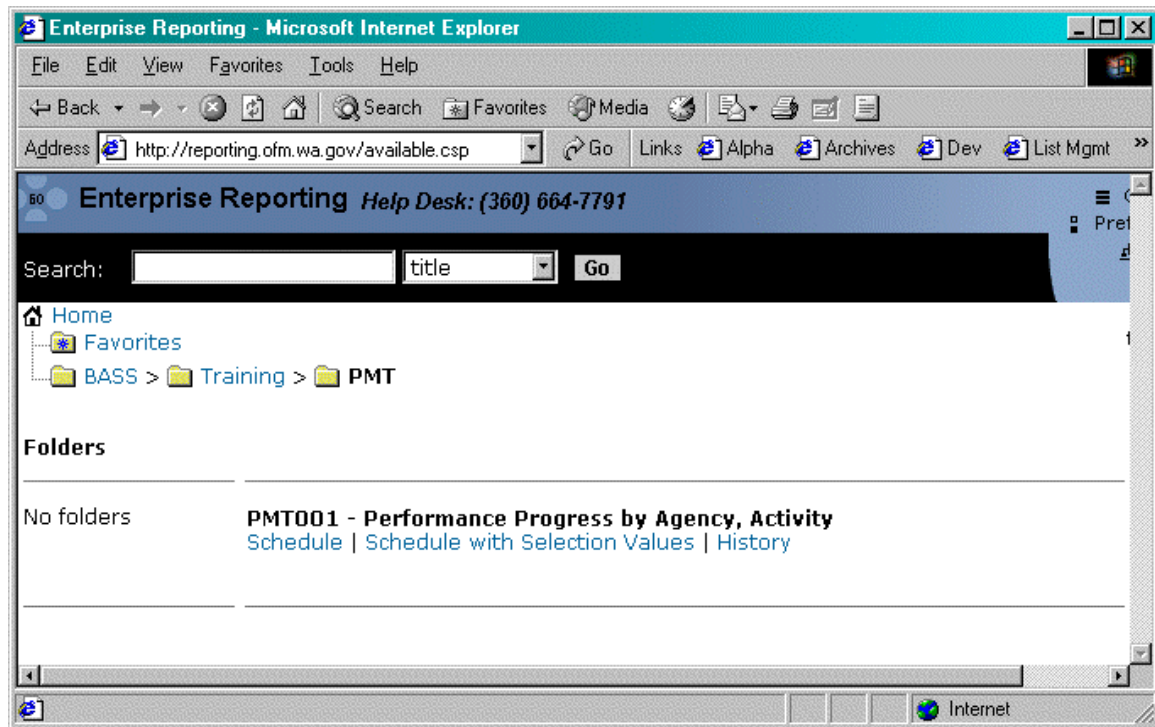 Enterprise Reporting - Microsoft Internet Explorer
File Edit View Favorites Tools Help
Back Search Favorites Media
Address http://reporting.ofm.wa.gov/available.csp Go Links Alpha Archives Dev List Mgmt »
Enterprise Reporting Help Desk: (360) 664-7791
Search: title Go
Home
Favorites
BASS > Training > PMT
Folders
No folders PMT001 - Performance Progress by Agency, Activity
Schedule | Schedule with Selection Values | History
Internet